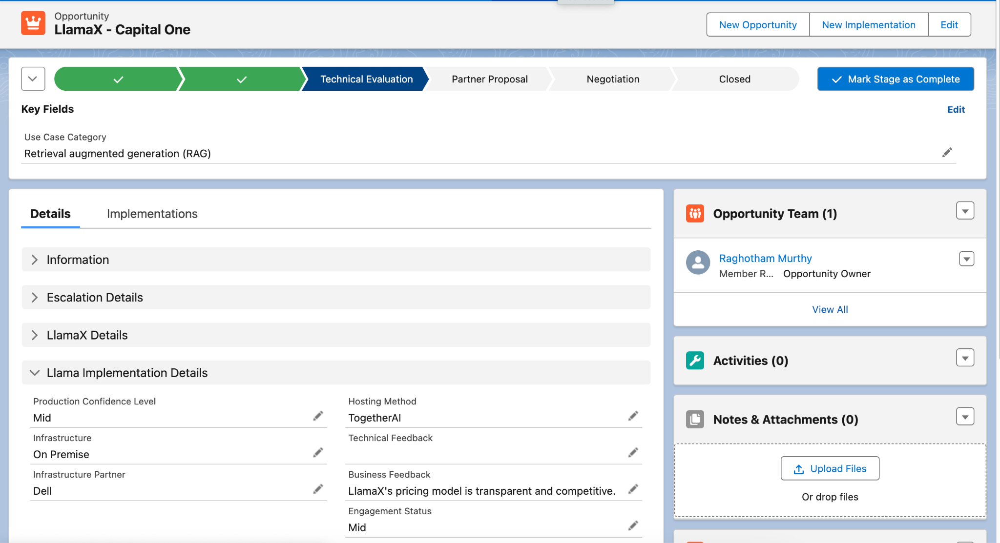 Opportunity
LlamaX - Capital One
New Opportunity
New Implementation
Edit
Technical Evaluation
Partner Proposal
Negotiation
Closed
Mark Stage as Complete
Key Fields
Edit
Use Case Category
Retrieval augmented generation (RAG)
Details
Implementations
Information
Escalation Details
LlamaX Details
Llama Implementation Details
Production Confidence Level
Mid
Infrastructure
On Premise
Infrastructure Partner
Dell
Hosting Method
TogetherAI
Technical Feedback
Business Feedback
LlamaX's pricing model is transparent and competitive.
Engagement Status
Mid
Opportunity Team (1)
Raghotham Murthy
Member R... Opportunity Owner
View All
Activities (0)
Notes & Attachments (0)
Upload Files
Or drop files